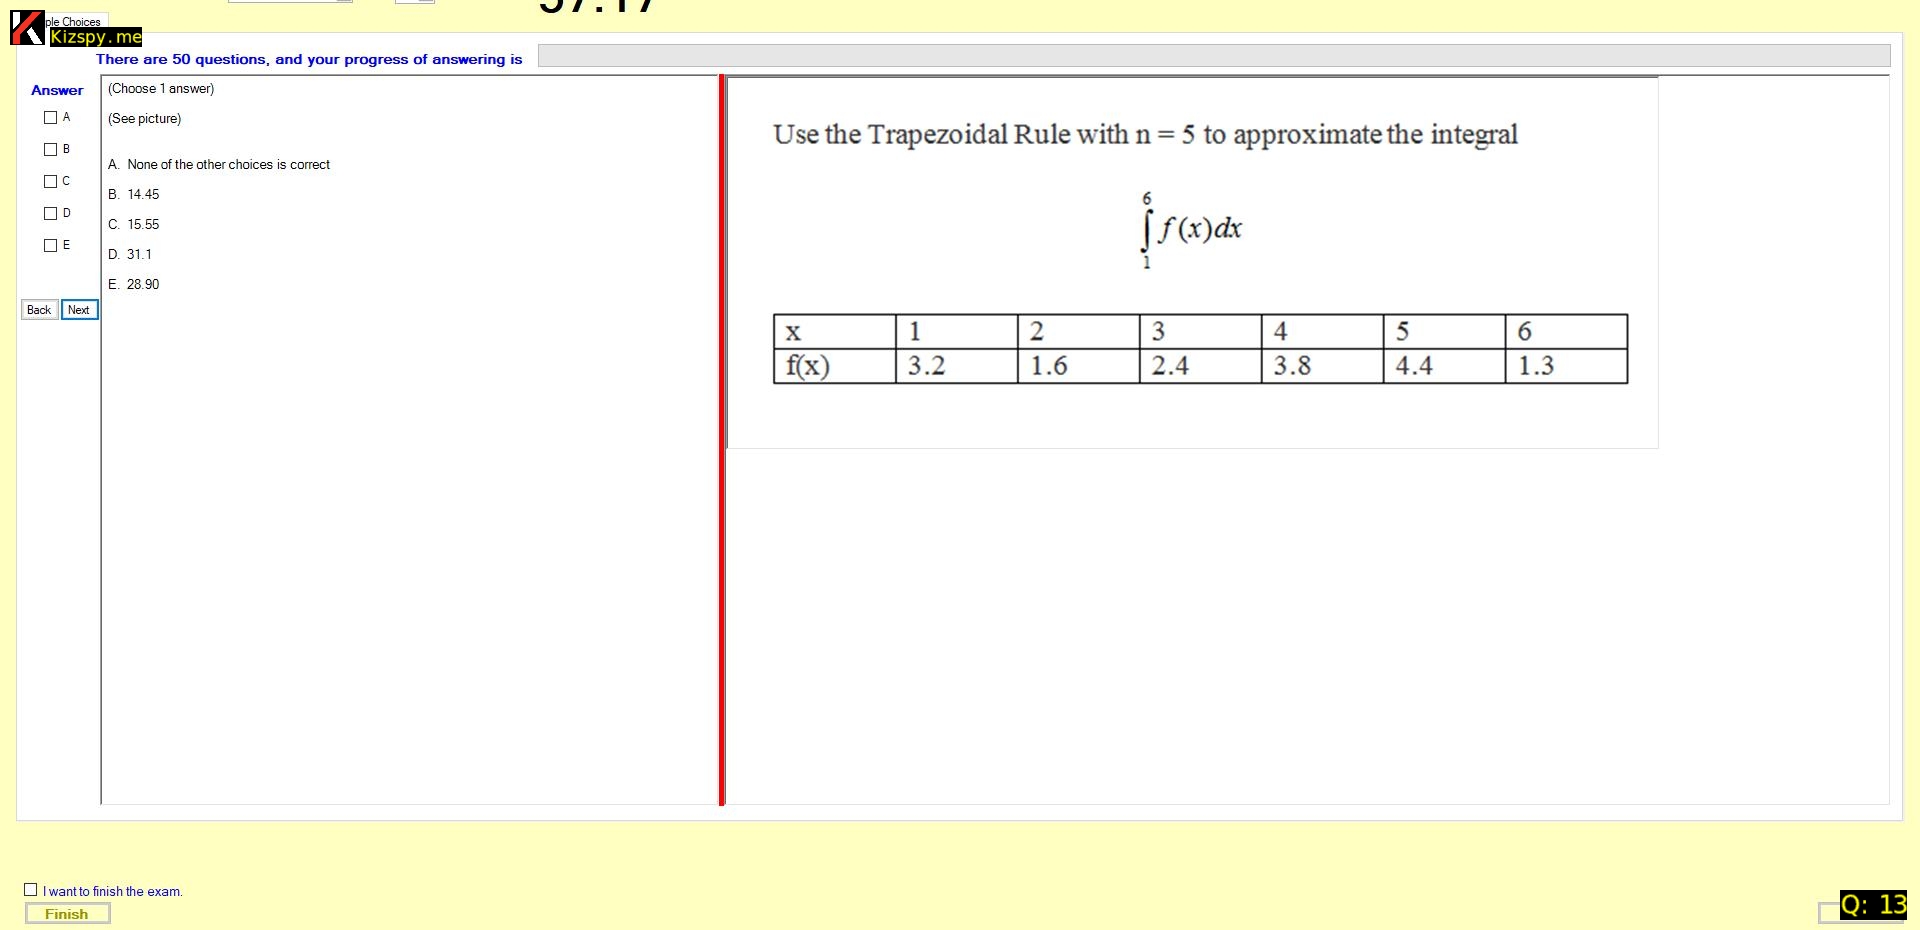 ple Choices
Kizspy.me
There are 50 questions, and your progress of answering is
Answer
A
B
C
D
E
Back Next
(Choose 1 answer)
(See picture)
A. None of the other choices is correct
B. 14.45
C. 15.55
D. 31.1
E. 28.90
Use the Trapezoidal Rule with n = 5 to approximate the integral
6
∫ f(x)dx
1
x 1 2 3 4 5 6
f(x) 3.2 1.6 2.4 3.8 4.4 1.3
I want to finish the exam.
Finish
Q: 13